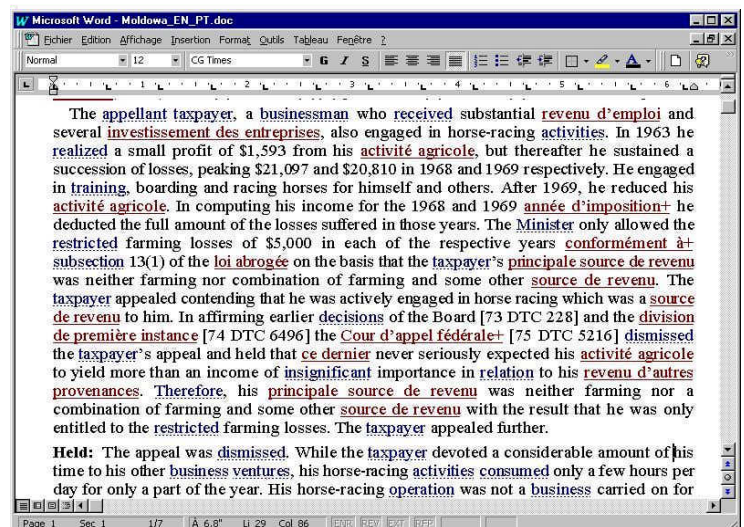 Microsoft Word - Moldowa_EN_PT.doc
Fichier Edition Affichage Insertion Format Outils Tableau Fenêtre ?
Normal 12 CG Times G I S
1 2 3 4 5 6
The appellant taxpayer, a businessman who received substantial revenu d'emploi and
several investissement des entreprises, also engaged in horse-racing activities. In 1963 he
realized a small profit of $1,593 from his activité agricole, but thereafter he sustained a
succession of losses, peaking $21,097 and $20,810 in 1968 and 1969 respectively. He engaged
in training, boarding and racing horses for himself and others. After 1969, he reduced his
activité agricole. In computing his income for the 1968 and 1969 année d'imposition+ he
deducted the full amount of the losses suffered in those years. The Minister only allowed the
restricted farming losses of $5,000 in each of the respective years conformément à+
subsection 13(1) of the loi abrogée on the basis that the taxpayer's principale source de revenu
was neither farming nor combination of farming and some other source de revenu. The
taxpayer appealed contending that he was actively engaged in horse racing which was a source
de revenu to him. In affirming earlier decisions of the Board [73 DTC 228] and the division
de première instance [74 DTC 6496] the Cour d'appel fédérale+ [75 DTC 5216] dismissed
the taxpayer's appeal and held that ce dernier never seriously expected his activité agricole
to yield more than an income of insignificant importance in relation to his revenu d'autres
provenances. Therefore, his principale source de revenu was neither farming nor a
combination of farming and some other source de revenu with the result that he was only
entitled to the restricted farming losses. The taxpayer appealed further.
Held: The appeal was dismissed. While the taxpayer devoted a considerable amount of his
time to his other business ventures, his horse-racing activities consumed only a few hours per
day for only a part of the year. His horse-racing operation was not a business carried on for
Page 1 Sec 1 1/7 À 6.8" Li 29 Col 86 ENR REV EXT RFP